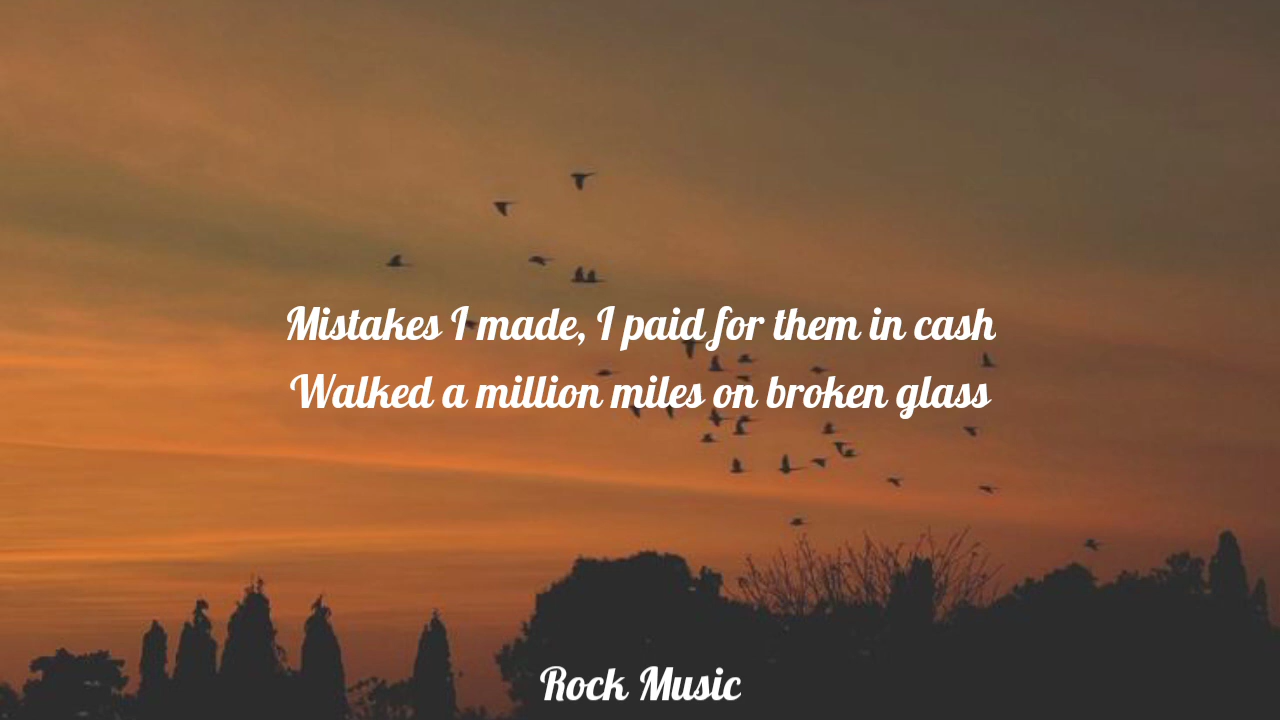 Mistakes I made, I paid for them in cash
Walked a million miles on broken glass
Rock Music